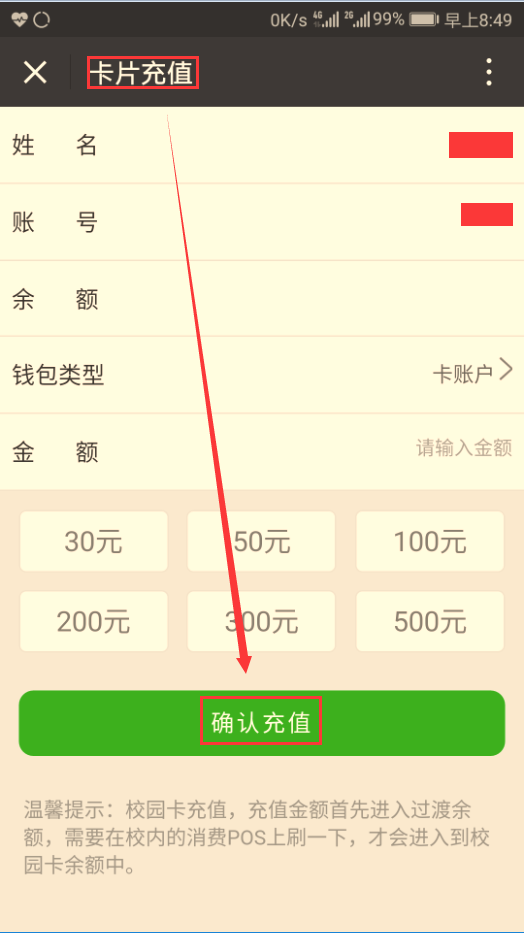 0K/s 4G 2G 99% 早上8:49
卡片充值
姓 名
账 号
余 额
钱包类型 卡账户
金 额 请输入金额
30元 50元 100元
200元 300元 500元
确认充值
温馨提示：校园卡充值，充值金额首先进入过渡余
额，需要在校内的消费POS上刷一下，才会进入到校
园卡余额中。